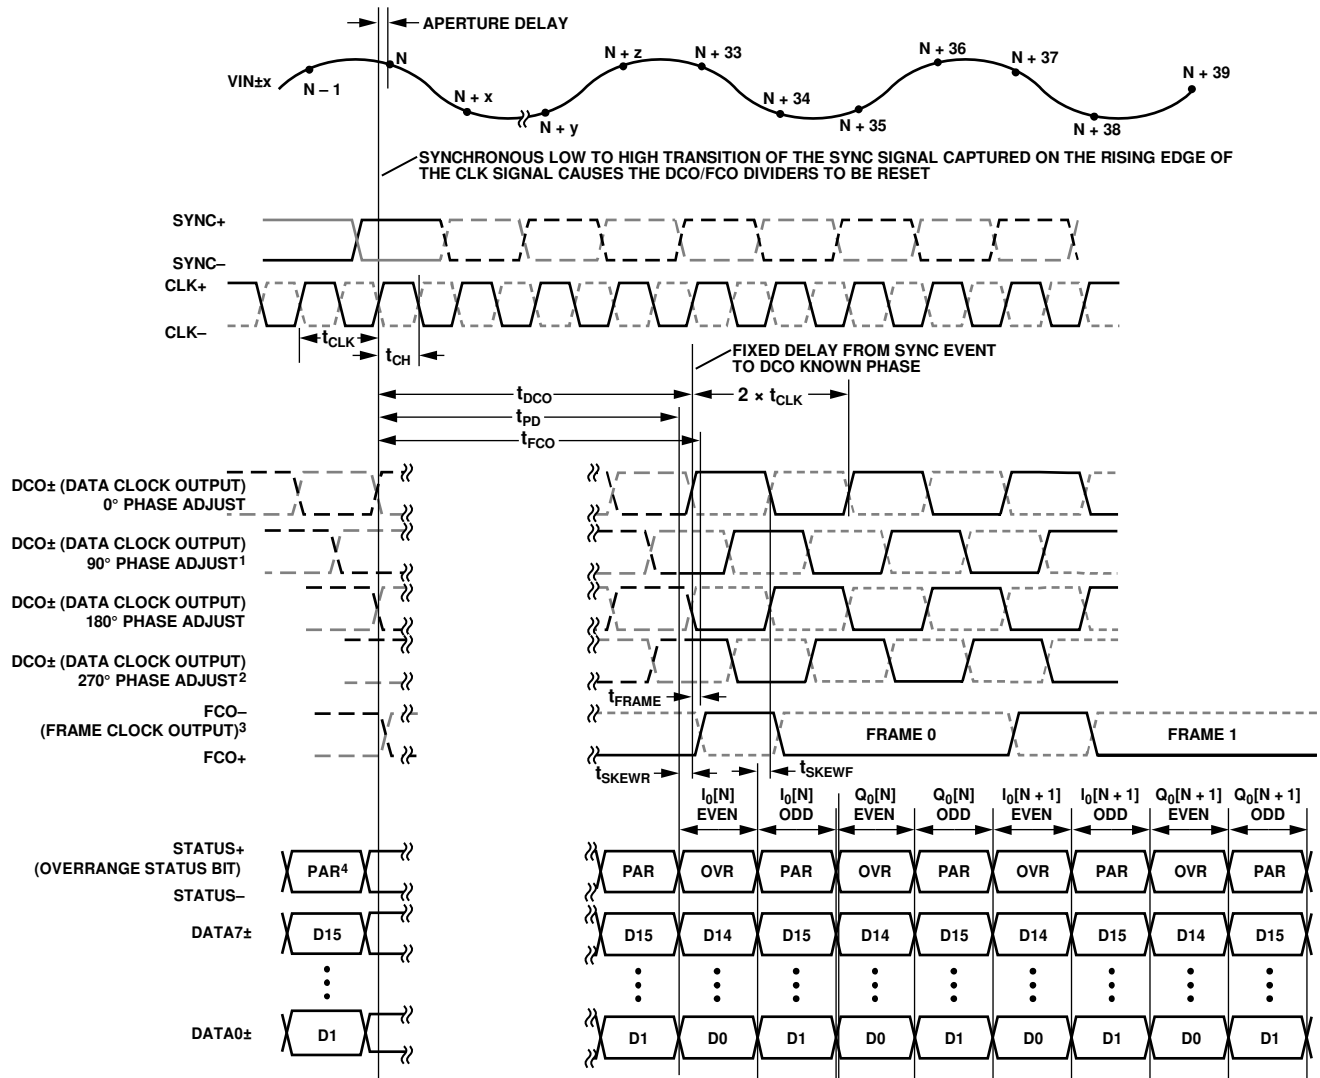 APERTURE DELAY
VIN±x
N – 1
N
N + x
N + y
N + z
N + 33
N + 34
N + 35
N + 36
N + 37
N + 38
N + 39
SYNCHRONOUS LOW TO HIGH TRANSITION OF THE SYNC SIGNAL CAPTURED ON THE RISING EDGE OF
THE CLK SIGNAL CAUSES THE DCO/FCO DIVIDERS TO BE RESET
SYNC+
SYNC–
CLK+
CLK–
tCLK
tCH
FIXED DELAY FROM SYNC EVENT
TO DCO KNOWN PHASE
tDCO
2 × tCLK
tPD
tFCO
DCO± (DATA CLOCK OUTPUT)
0° PHASE ADJUST
DCO± (DATA CLOCK OUTPUT)
90° PHASE ADJUST1
DCO± (DATA CLOCK OUTPUT)
180° PHASE ADJUST
DCO± (DATA CLOCK OUTPUT)
270° PHASE ADJUST2
tFRAME
FCO–
(FRAME CLOCK OUTPUT)3
FCO+
FRAME 0
FRAME 1
tSKEWR
tSKEWF
I0[N] I0[N] Q0[N] Q0[N] I0[N + 1] I0[N + 1] Q0[N + 1] Q0[N + 1]
EVEN ODD EVEN ODD EVEN ODD EVEN ODD
STATUS+
(OVERRANGE STATUS BIT)
STATUS–
PAR4 PAR OVR PAR OVR PAR OVR PAR OVR PAR
DATA7± D15 D15 D14 D15 D14 D15 D14 D15 D14 D15
DATA0± D1 D1 D0 D1 D0 D1 D0 D1 D0 D1